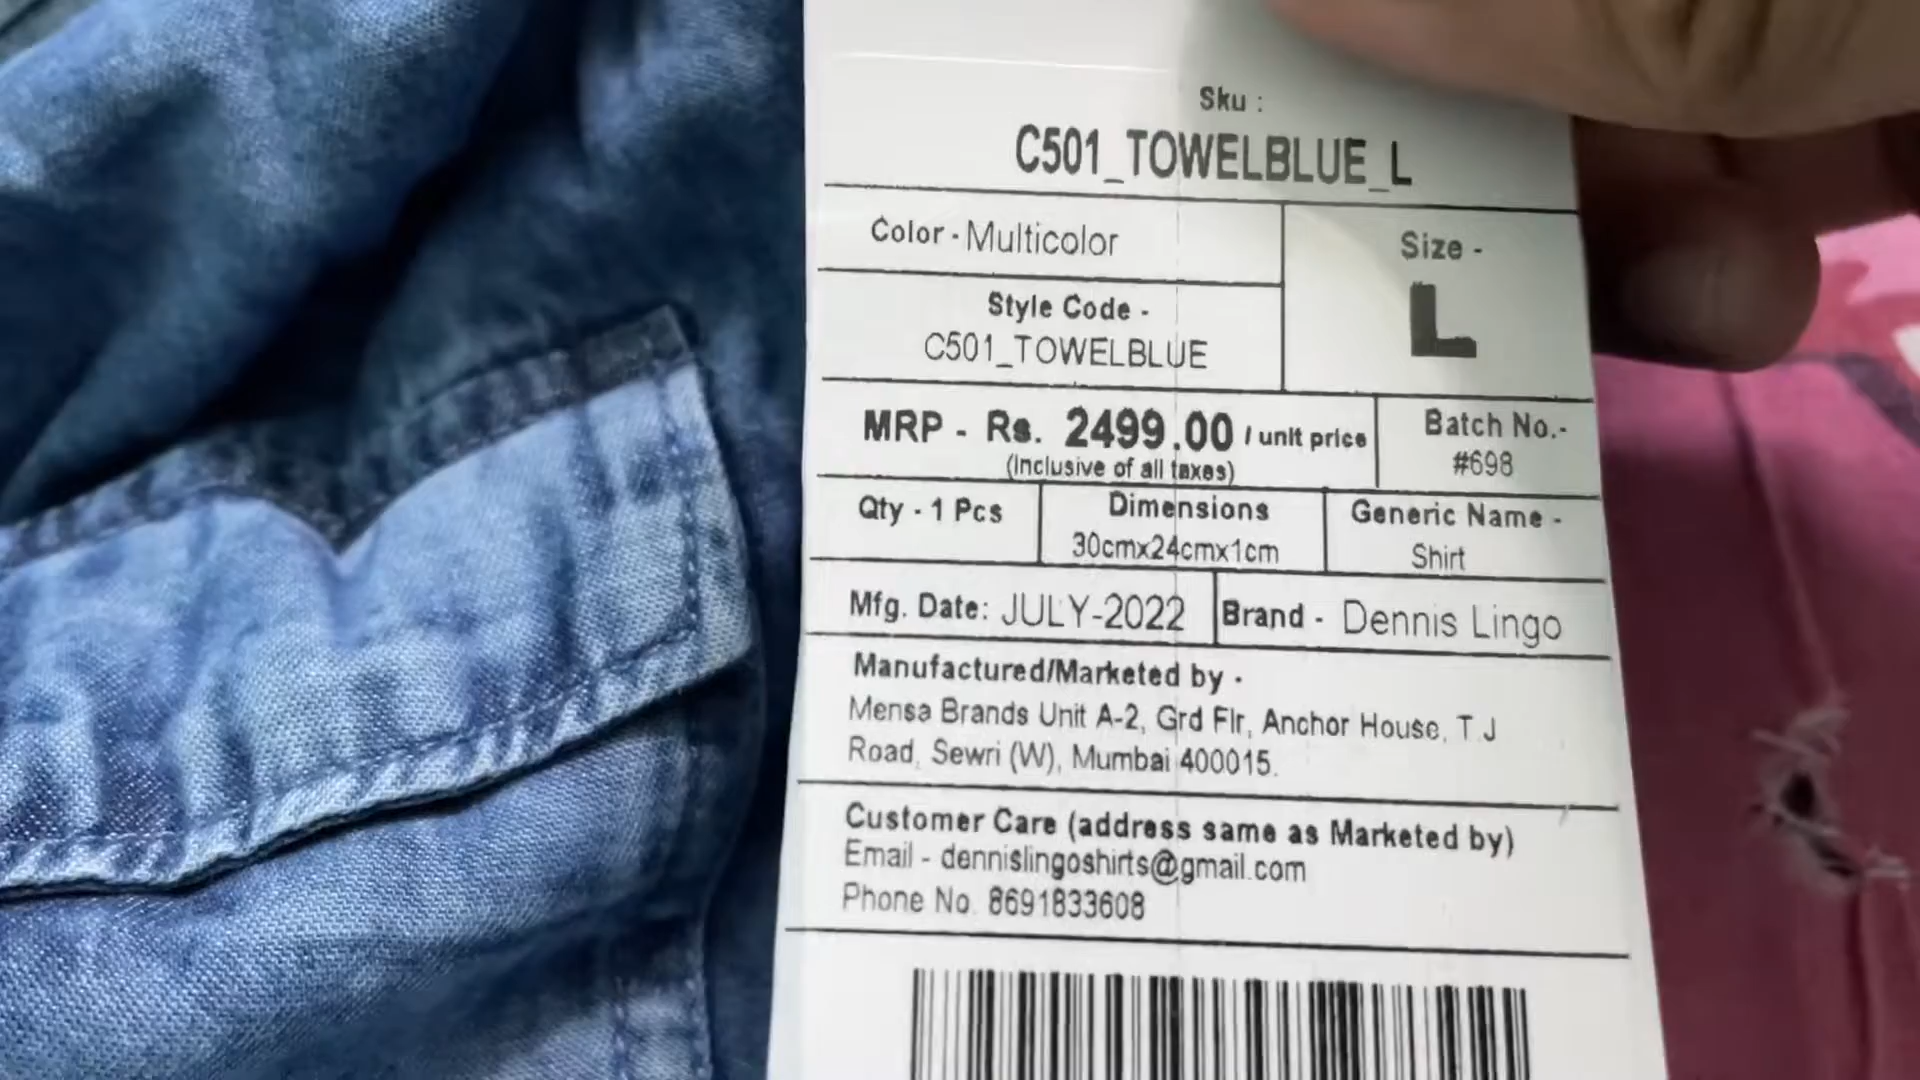 Sku :
C501_TOWELBLUE_L
Color - Multicolor
Size -
L
Style Code -
C501_TOWELBLUE
MRP - Rs. 2499.00 / unit price
(Inclusive of all taxes)
Batch No.-
#698
Qty - 1 Pcs
Dimensions
30cmx24cmx1cm
Generic Name -
Shirt
Mfg. Date: JULY-2022
Brand - Dennis Lingo
Manufactured/Marketed by -
Mensa Brands Unit A-2, Grd Flr, Anchor House, T.J
Road, Sewri (W), Mumbai 400015.
Customer Care (address same as Marketed by)
Email - dennislingoshirts@gmail.com
Phone No. 8691833608